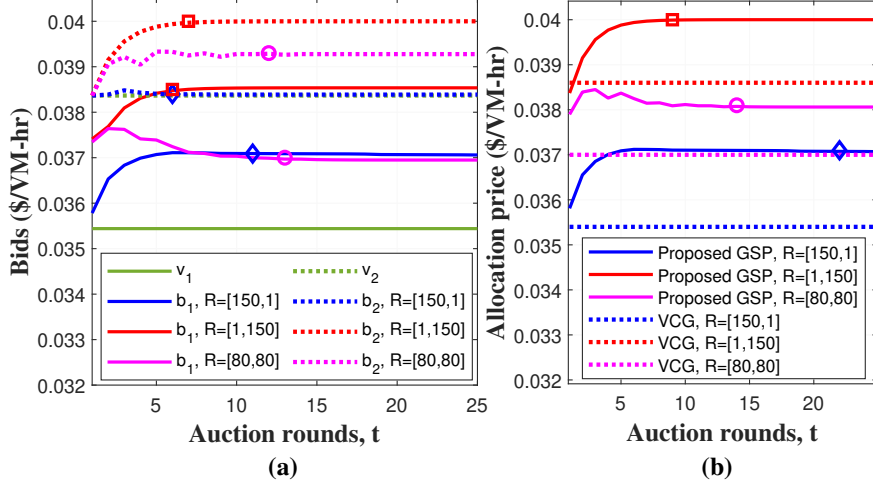 Bids ($/VM-hr)
0.04
0.039
0.038
0.037
0.036
0.035
0.034
0.033
0.032
v1
b1, R=[150,1]
b1, R=[1,150]
b1, R=[80,80]
v2
b2, R=[150,1]
b2, R=[1,150]
b2, R=[80,80]
5 10 15 20 25
Auction rounds, t
(a)
Allocation price ($/VM-hr)
0.04
0.039
0.038
0.037
0.036
0.035
0.034
0.033
0.032
Proposed GSP, R=[150,1]
Proposed GSP, R=[1,150]
Proposed GSP, R=[80,80]
VCG, R=[150,1]
VCG, R=[1,150]
VCG, R=[80,80]
5 10 15 20
Auction rounds, t
(b)